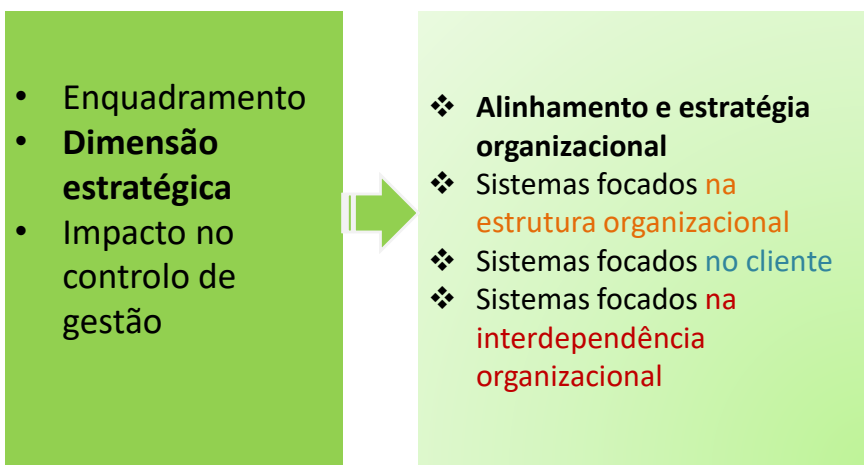 • Enquadramento
• Dimensão
estratégica
• Impacto no
controlo de
gestão
❖ Alinhamento e estratégia
organizacional
❖ Sistemas focados na
estrutura organizacional
❖ Sistemas focados no cliente
❖ Sistemas focados na
interdependência
organizacional